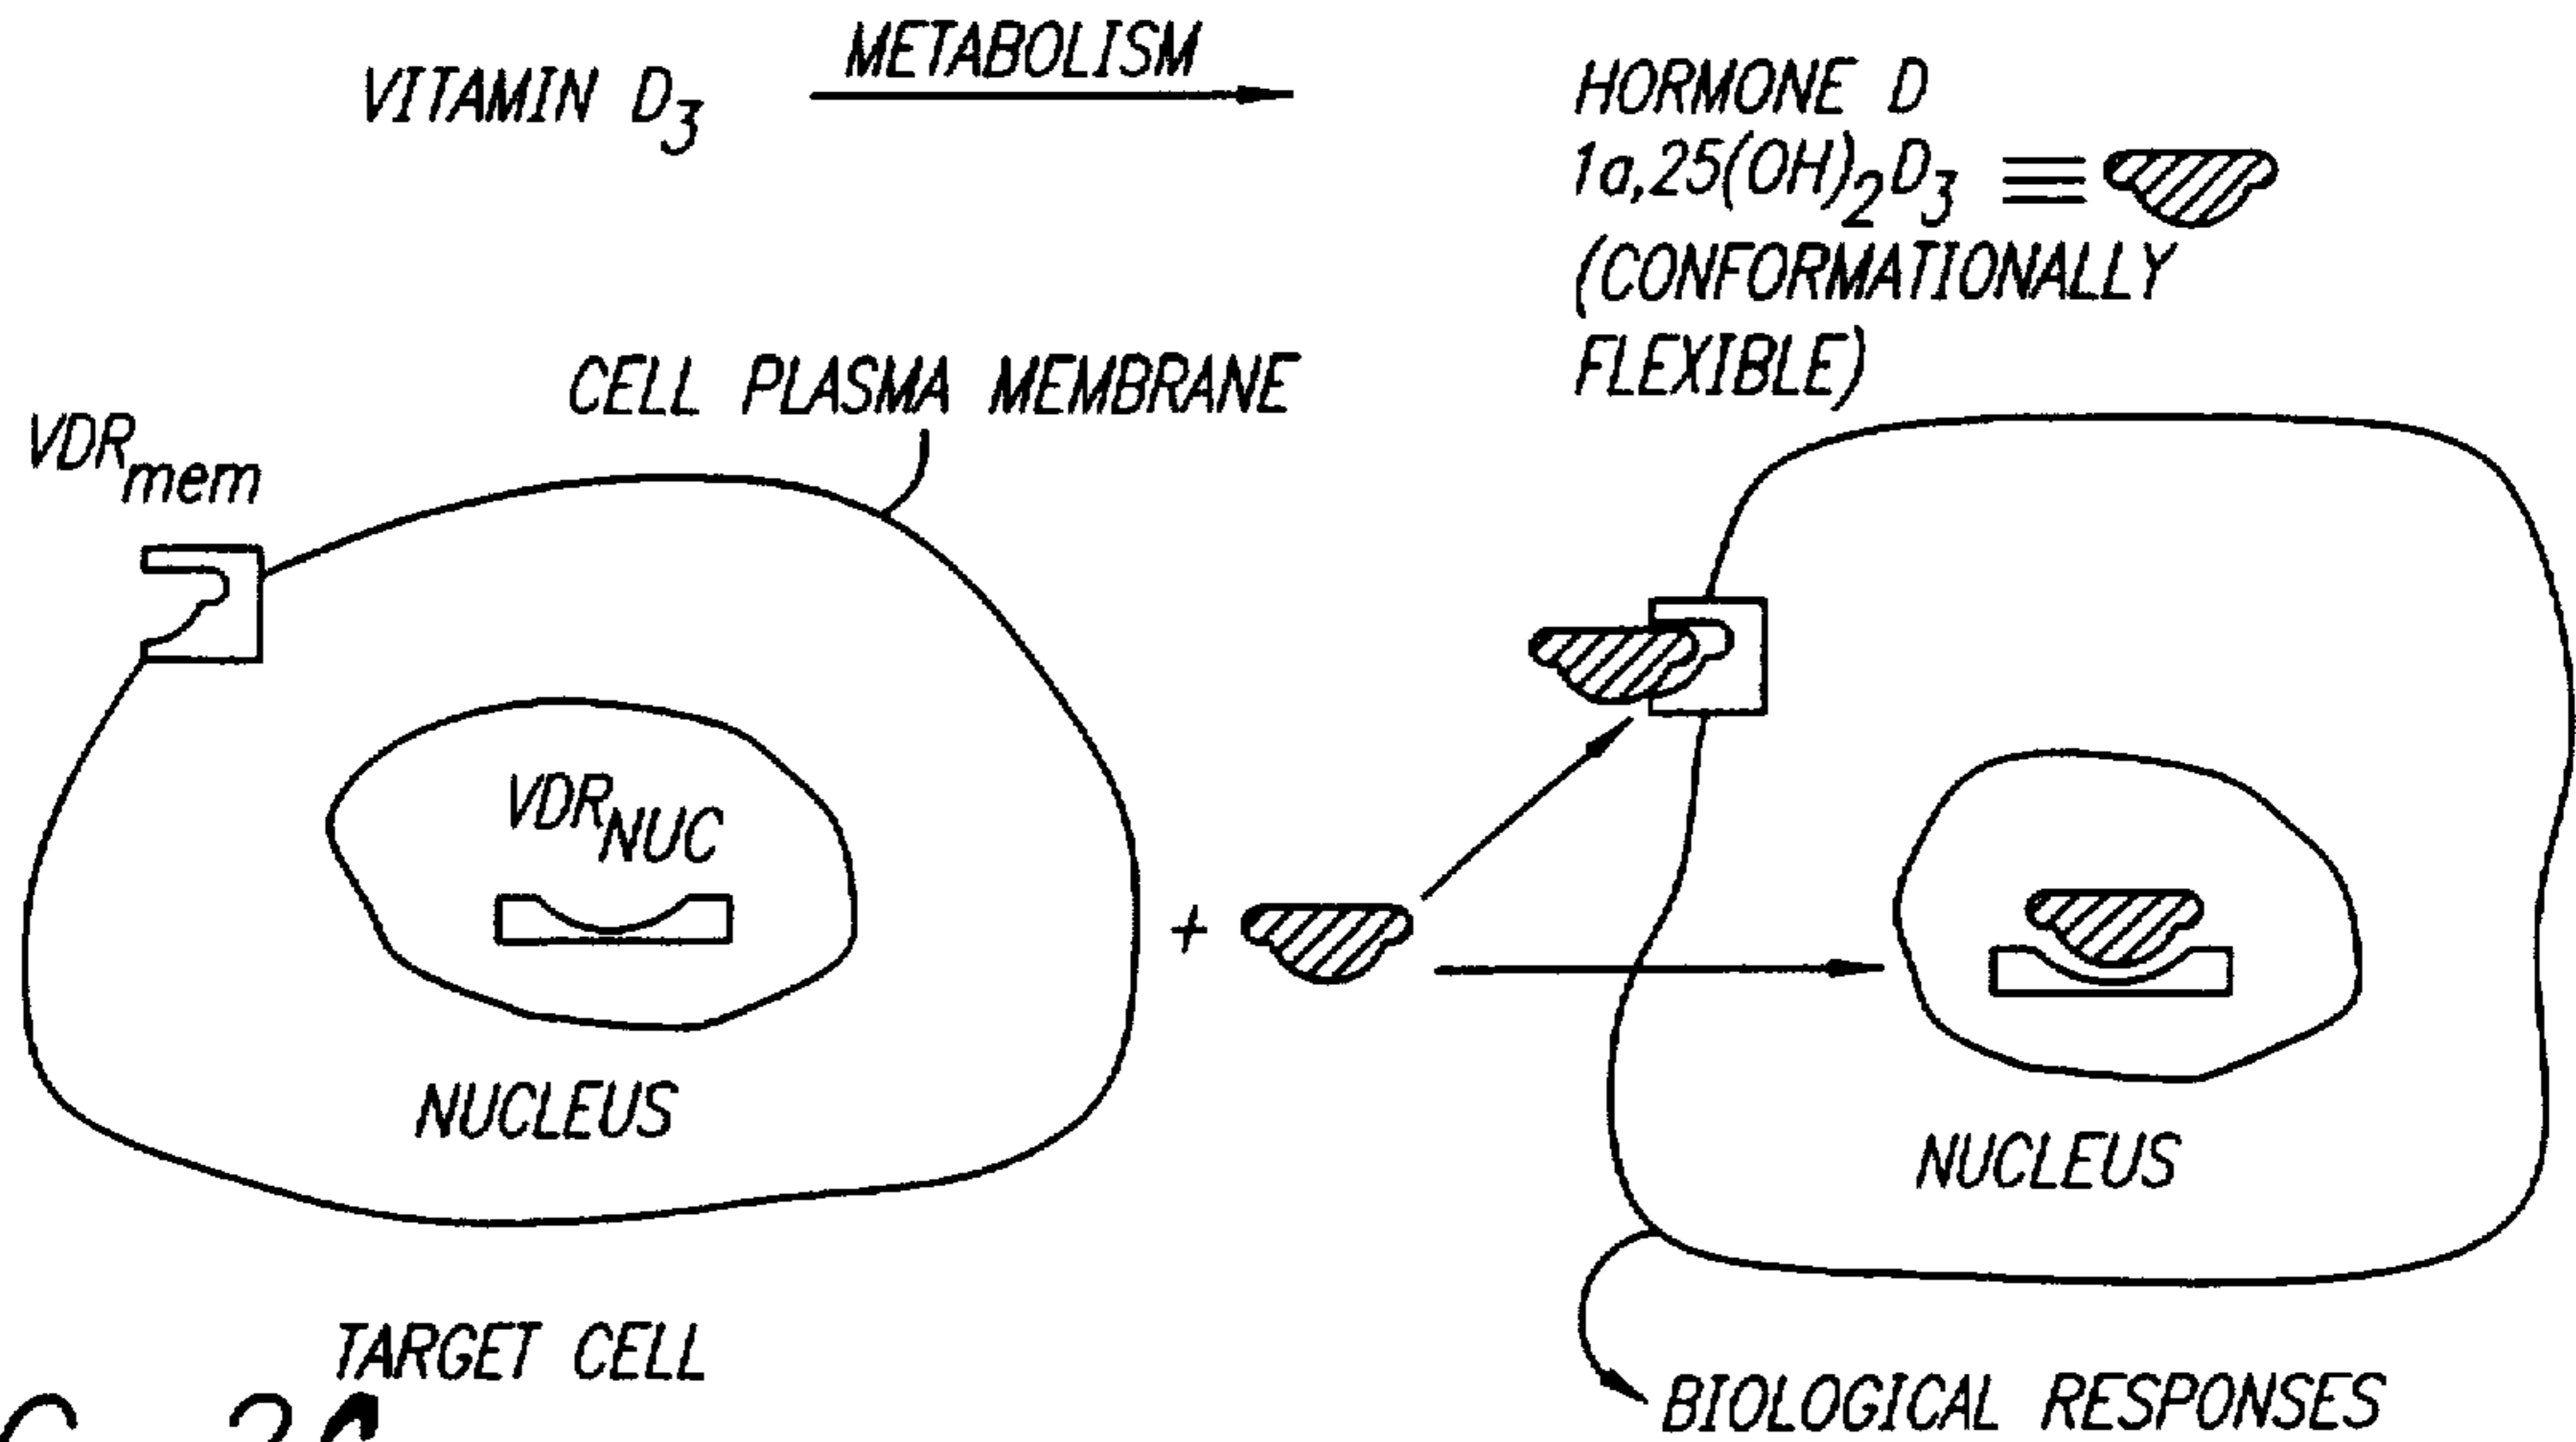 VITAMIN D₃
METABOLISM
HORMONE D
1a,25(OH)₂D₃ ≡
(CONFORMATIONALLY
FLEXIBLE)
CELL PLASMA MEMBRANE
VDRmem
VDRNUC
+
NUCLEUS
NUCLEUS
TARGET CELL
BIOLOGICAL RESPONSES